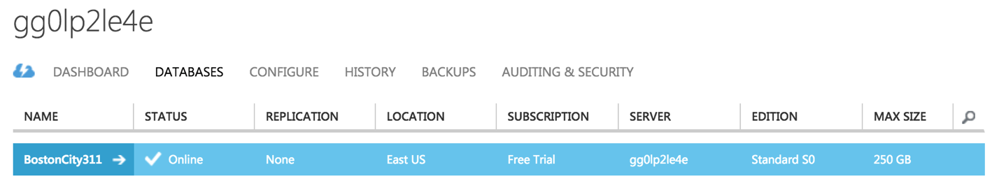 gg0lp2le4e
DASHBOARD DATABASES CONFIGURE HISTORY BACKUPS AUDITING & SECURITY
NAME STATUS REPLICATION LOCATION SUBSCRIPTION SERVER EDITION MAX SIZE
BostonCity311 Online None East US Free Trial gg0lp2le4e Standard S0 250 GB